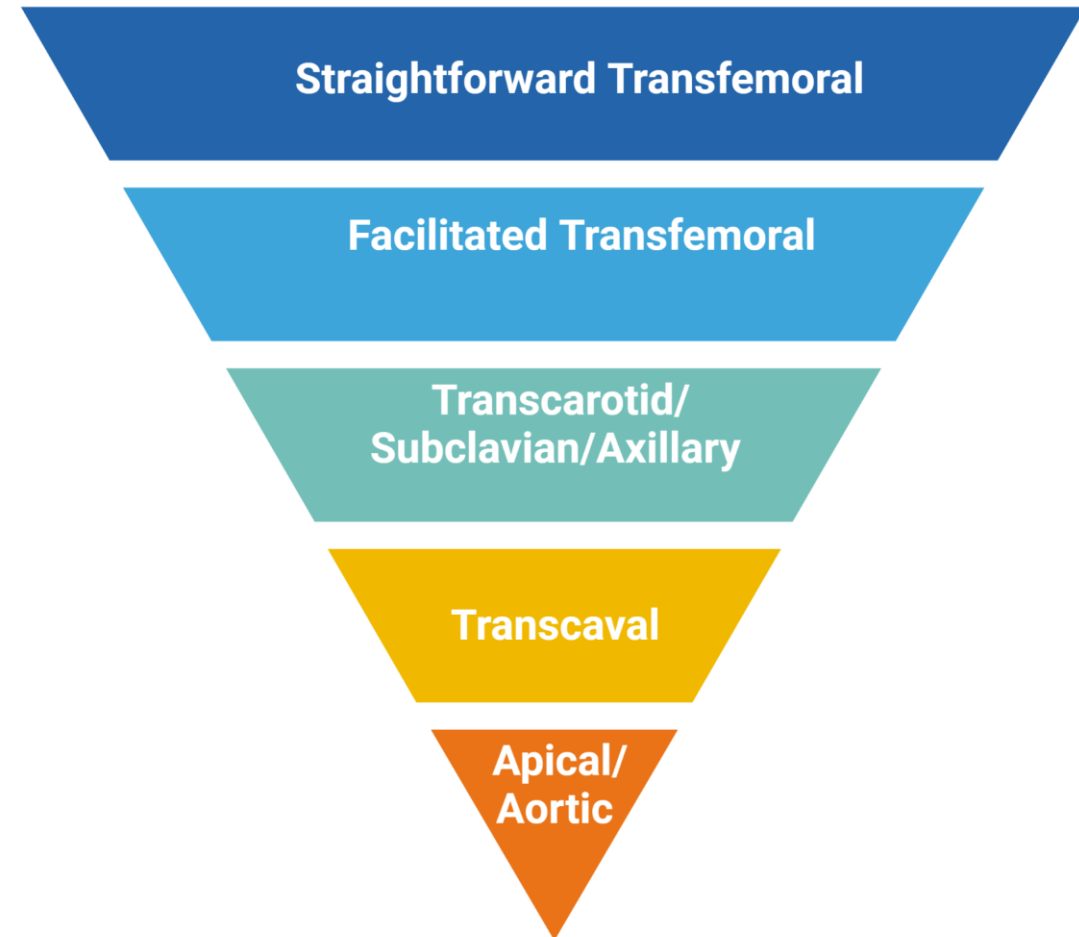 Straightforward Transfemoral
Facilitated Transfemoral
Transcarotid/
Subclavian/Axillary
Transcaval
Apical/
Aortic